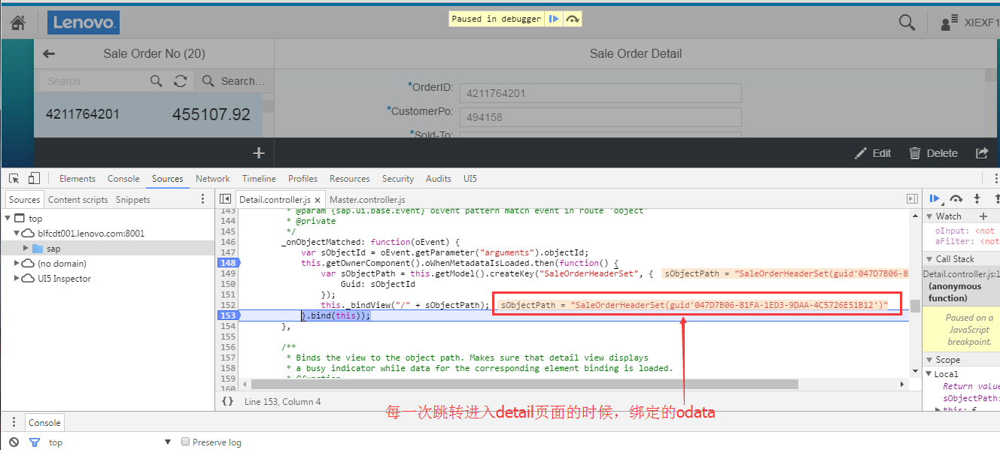 Lenovo
Paused in debugger
XIEXF1
Sale Order No (20)
Sale Order Detail
Search
Search...
*OrderID:
4211764201
4211764201
455107.92
*CustomerPo:
494158
*Sold-To:
+
Edit
Delete
Elements
Console
Sources
Network
Timeline
Profiles
Resources
Security
Audits
UI5
Sources
Content scripts
Snippets
Detail.controller.js ×
Master.controller.js
top
blfcdt001.lenovo.com:8001
sap
(no domain)
UI5 Inspector
143 * @param {sap.ui.base.Event} oEvent pattern match event in route 'object'
144 * @private
145 */
146 _onObjectMatched: function(oEvent) {
147 var sObjectId = oEvent.getParameter("arguments").objectId;
148 this.getOwnerComponent().oWhenMetadataIsLoaded.then(function() {
149 var sObjectPath = this.getModel().createKey("SaleOrderHeaderSet", { sObjectPath = "SaleOrderHeaderSet(guid'047D7B06-8
150 Guid: sObjectId
151 });
152 this._bindView("/" + sObjectPath); sObjectPath = "SaleOrderHeaderSet(guid'047D7B06-81FA-1ED3-9DAA-4C5726E51B12')"
153 }.bind(this));
154 },
155
156 /**
157 * Binds the view to the object path. Makes sure that detail view displays
158 * a busy indicator while data for the corresponding element binding is loaded.
159 * @function
160
{} Line 153, Column 4
每一次跳转进入detail页面的时候，绑定的odata
Watch +
oInput: <not
aFilter: <not
Call Stack
Detail.controller.js:1
(anonymous
function)
Paused on a
JavaScript
breakpoint.
Scope
Local
Return value
sObjectPath:
this: f
Console
top
Preserve log